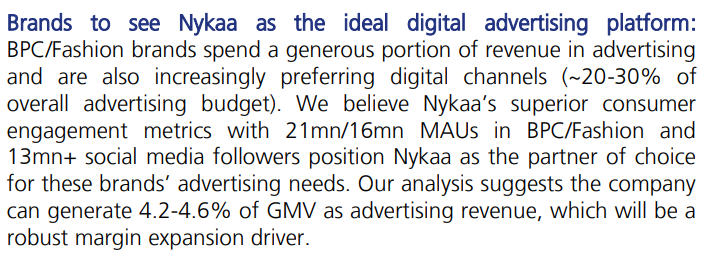 Brands to see Nykaa as the ideal digital advertising platform:
BPC/Fashion brands spend a generous portion of revenue in advertising
and are also increasingly preferring digital channels (~20-30% of
overall advertising budget). We believe Nykaa's superior consumer
engagement metrics with 21mn/16mn MAUs in BPC/Fashion and
13mn+ social media followers position Nykaa as the partner of choice
for these brands' advertising needs. Our analysis suggests the company
can generate 4.2-4.6% of GMV as advertising revenue, which will be a
robust margin expansion driver.